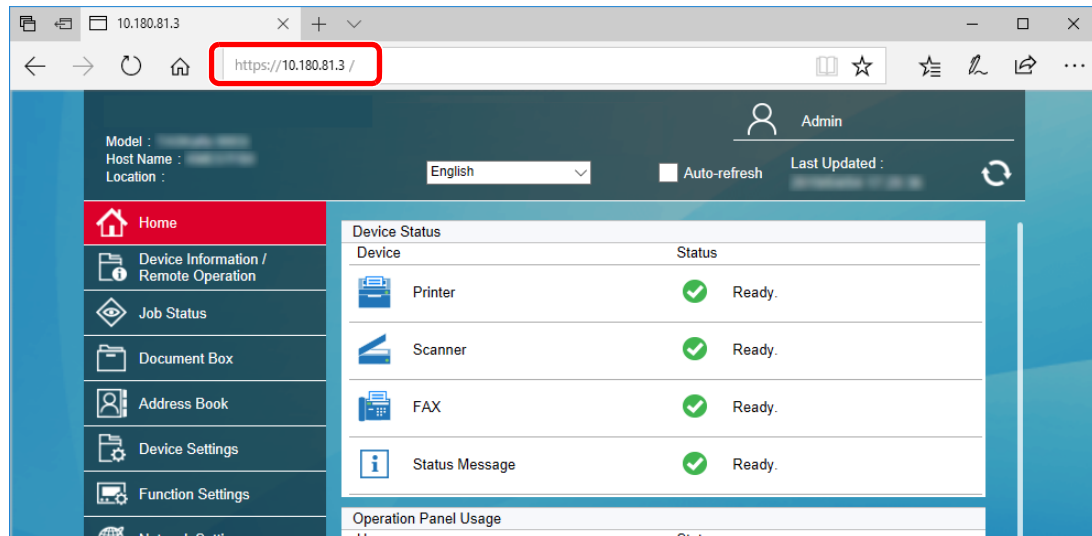 10.180.81.3
https://10.180.81.3 /
Admin
Model :
Host Name :
Location :
English
Auto-refresh
Last Updated :
Home
Device Information /
Remote Operation
Job Status
Document Box
Address Book
Device Settings
Function Settings
Device Status
Device Status
Printer Ready.
Scanner Ready.
FAX Ready.
i Status Message Ready.
Operation Panel Usage